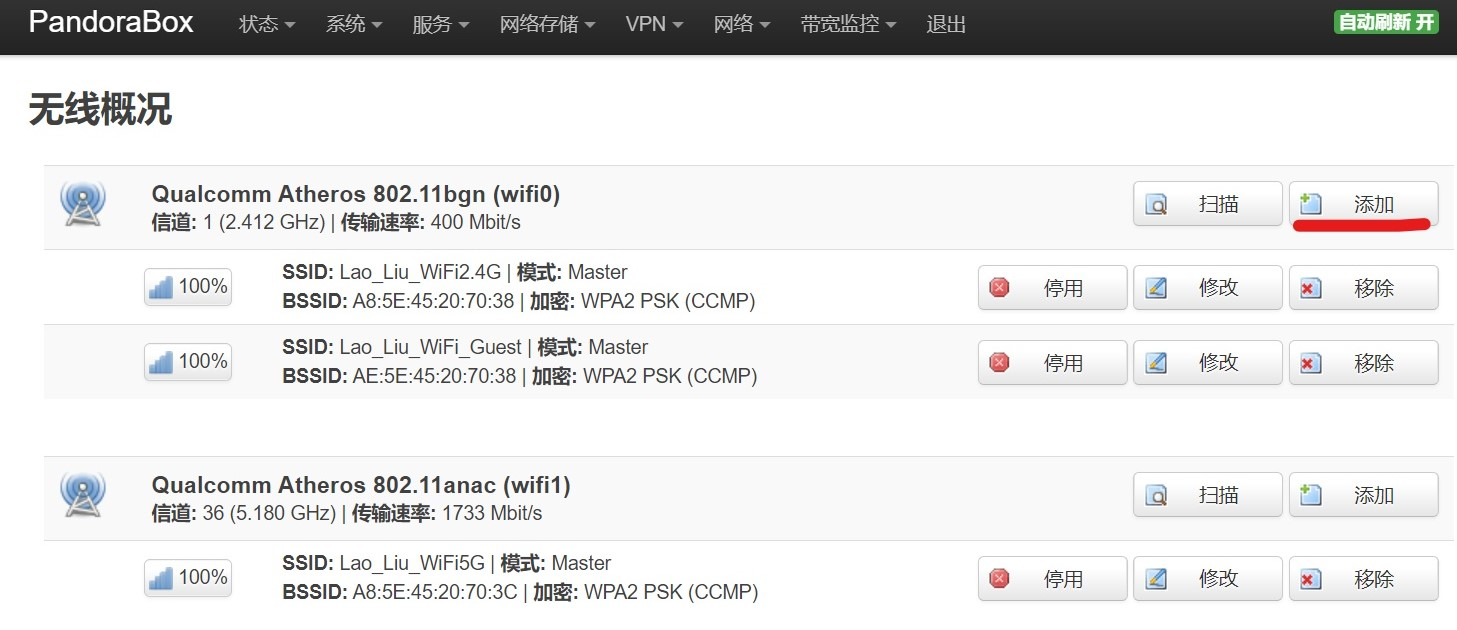 PandoraBox 状态 系统 服务 网络存储 VPN 网络 带宽监控 退出 自动刷新 开
无线概况
Qualcomm Atheros 802.11bgn (wifi0) 扫描 添加
信道: 1 (2.412 GHz) | 传输速率: 400 Mbit/s
100% SSID: Lao_Liu_WiFi2.4G | 模式: Master 停用 修改 移除
BSSID: A8:5E:45:20:70:38 | 加密: WPA2 PSK (CCMP)
100% SSID: Lao_Liu_WiFi_Guest | 模式: Master 停用 修改 移除
BSSID: AE:5E:45:20:70:38 | 加密: WPA2 PSK (CCMP)
Qualcomm Atheros 802.11anac (wifi1) 扫描 添加
信道: 36 (5.180 GHz) | 传输速率: 1733 Mbit/s
100% SSID: Lao_Liu_WiFi5G | 模式: Master 停用 修改 移除
BSSID: A8:5E:45:20:70:3C | 加密: WPA2 PSK (CCMP)